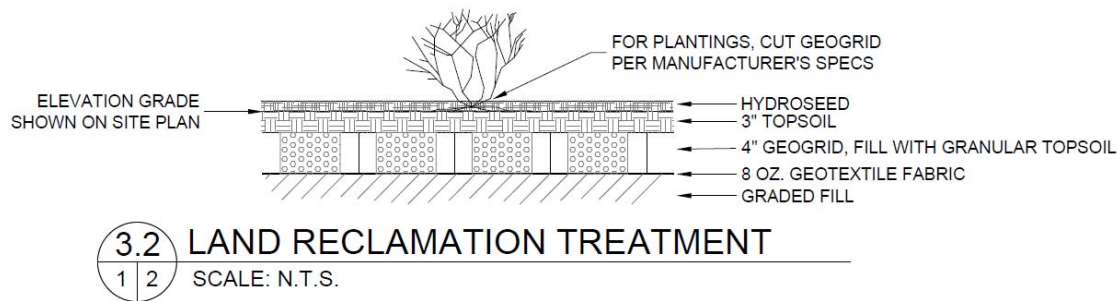 FOR PLANTINGS, CUT GEOGRID
PER MANUFACTURER'S SPECS
ELEVATION GRADE
SHOWN ON SITE PLAN
HYDROSEED
3" TOPSOIL
4" GEOGRID, FILL WITH GRANULAR TOPSOIL
8 OZ. GEOTEXTILE FABRIC
GRADED FILL
3.2 LAND RECLAMATION TREATMENT
1 2 SCALE: N.T.S.